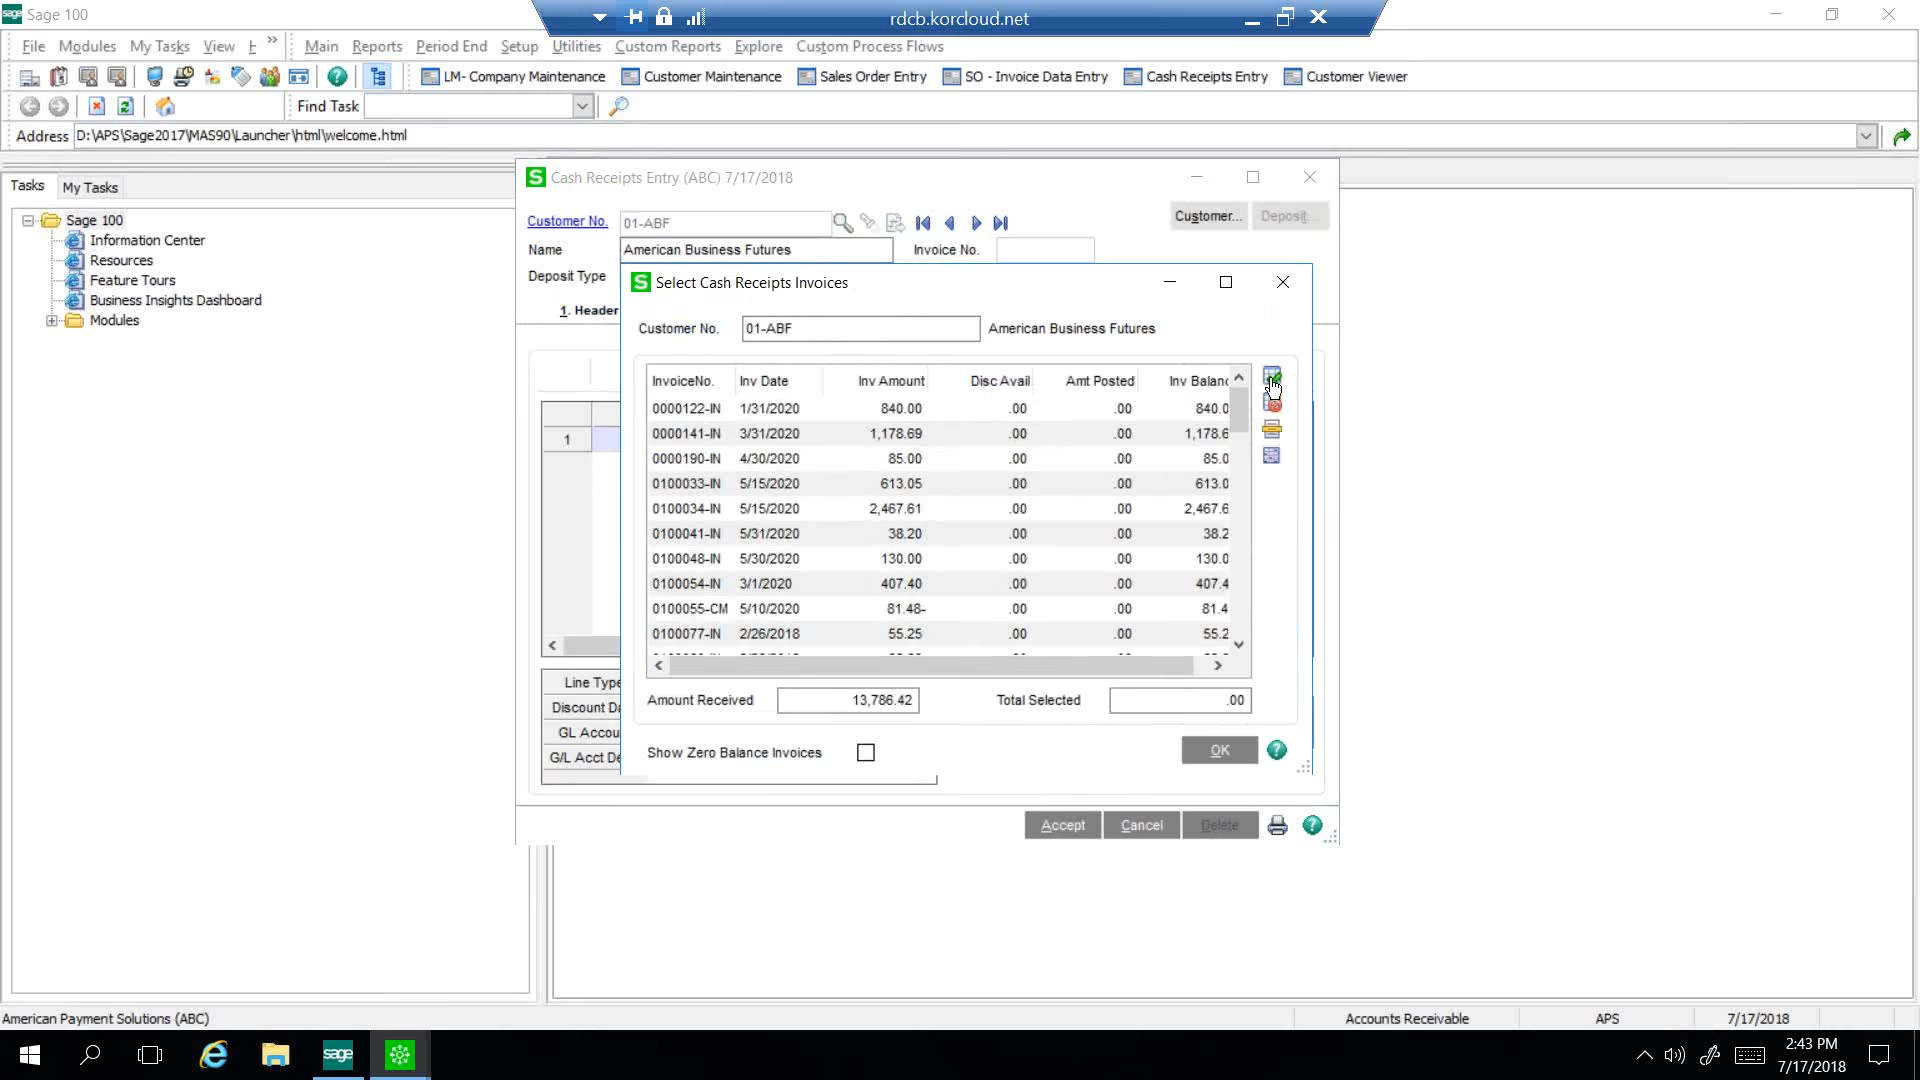 sage Sage 100
rdcb.korcloud.net
File Modules My Tasks View » Main Reports Period End Setup Utilities Custom Reports Explore Custom Process Flows
LM- Company Maintenance Customer Maintenance Sales Order Entry SO - Invoice Data Entry Cash Receipts Entry Customer Viewer
Find Task
Address D:\APS\Sage2017\MAS90\Launcher\html\welcome.html
Tasks My Tasks
Sage 100
Information Center
Resources
Feature Tours
Business Insights Dashboard
Modules
S Cash Receipts Entry (ABC) 7/17/2018
Customer No. 01-ABF Customer... Deposit...
Name American Business Futures Invoice No.
Deposit Type
1. Header
1
Line Type
Discount
GL
G/L Acct
S Select Cash Receipts Invoices
Customer No. 01-ABF American Business Futures
InvoiceNo. Inv Date Inv Amount Disc Avail Amt Posted Inv
0000122-IN 1/31/2020 840.00 .00 .00 840.0
0000141-IN 3/31/2020 1,178.69 .00 .00 1,178.6
0000190-IN 4/30/2020 85.00 .00 .00 85.0
0100033-IN 5/15/2020 613.05 .00 .00 613.0
0100034-IN 5/15/2020 2,467.61 .00 .00 2,467.6
0100041-IN 5/31/2020 38.20 .00 .00 38.2
0100048-IN 5/30/2020 130.00 .00 .00 130.0
0100054-IN 3/1/2020 407.40 .00 .00 407.4
0100055-CM 5/10/2020 81.48- .00 .00 81.4
0100077-IN 2/26/2018 55.25 .00 .00 55.2
Amount Received 13,786.42 Total Selected .00
Show Zero Balance Invoices OK
Accept Cancel Delete
American Payment Solutions (ABC) Accounts Receivable APS 7/17/2018
sage
2:43 PM
7/17/2018